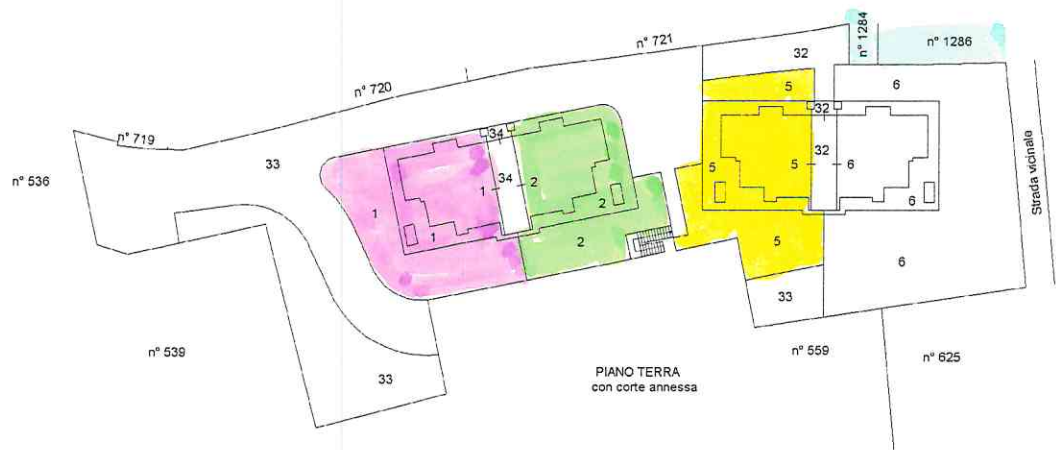 n° 1284
n° 721
n° 1286
32
n° 720
6
5
n° 719
32
34
33
32
n° 536
5
5
6
34
1
2
1
2
6
Strada vicinale
1
2
5
6
33
n° 539
n° 559
n° 625
PIANO TERRA
con corte annessa
33